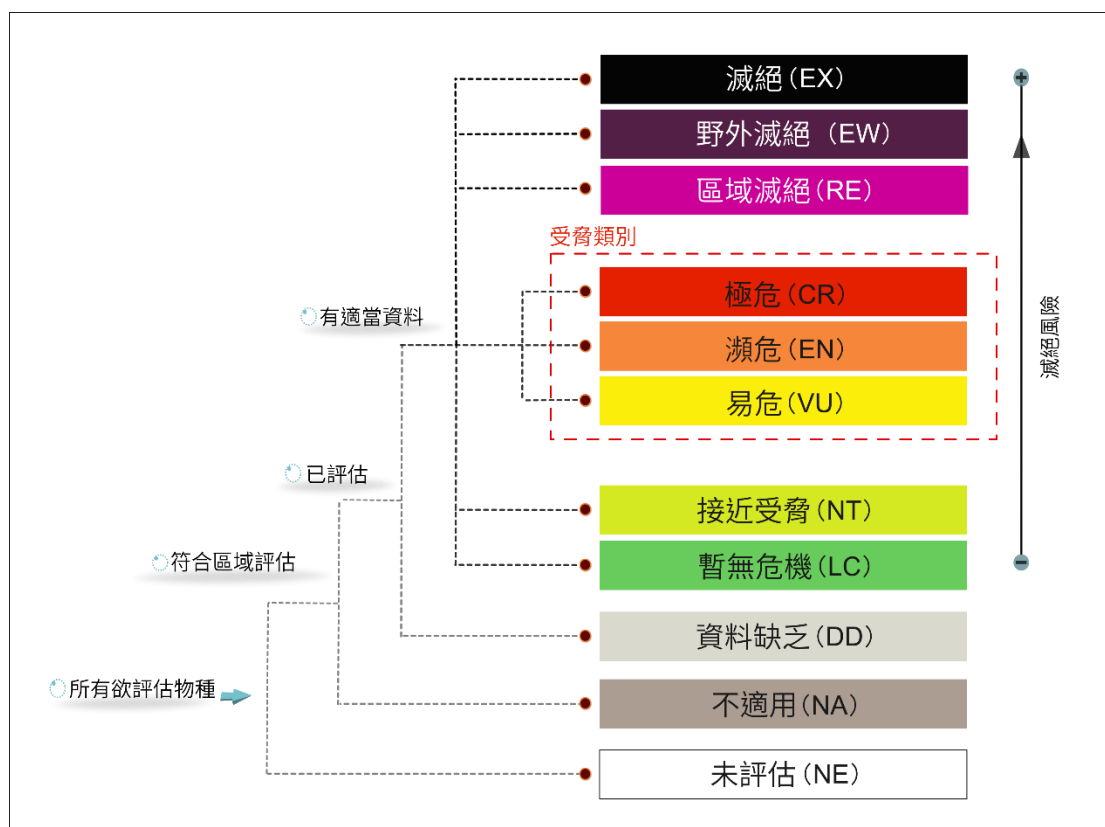 滅絕(EX)
野外滅絕 (EW)
區域滅絕(RE)
受脅類別
極危(CR)
有適當資料
瀕危(EN)
易危(VU)
滅絕風險
已評估
接近受脅(NT)
符合區域評估
暫無危機(LC)
資料缺乏(DD)
所有欲評估物種
不適用(NA)
未評估(NE)